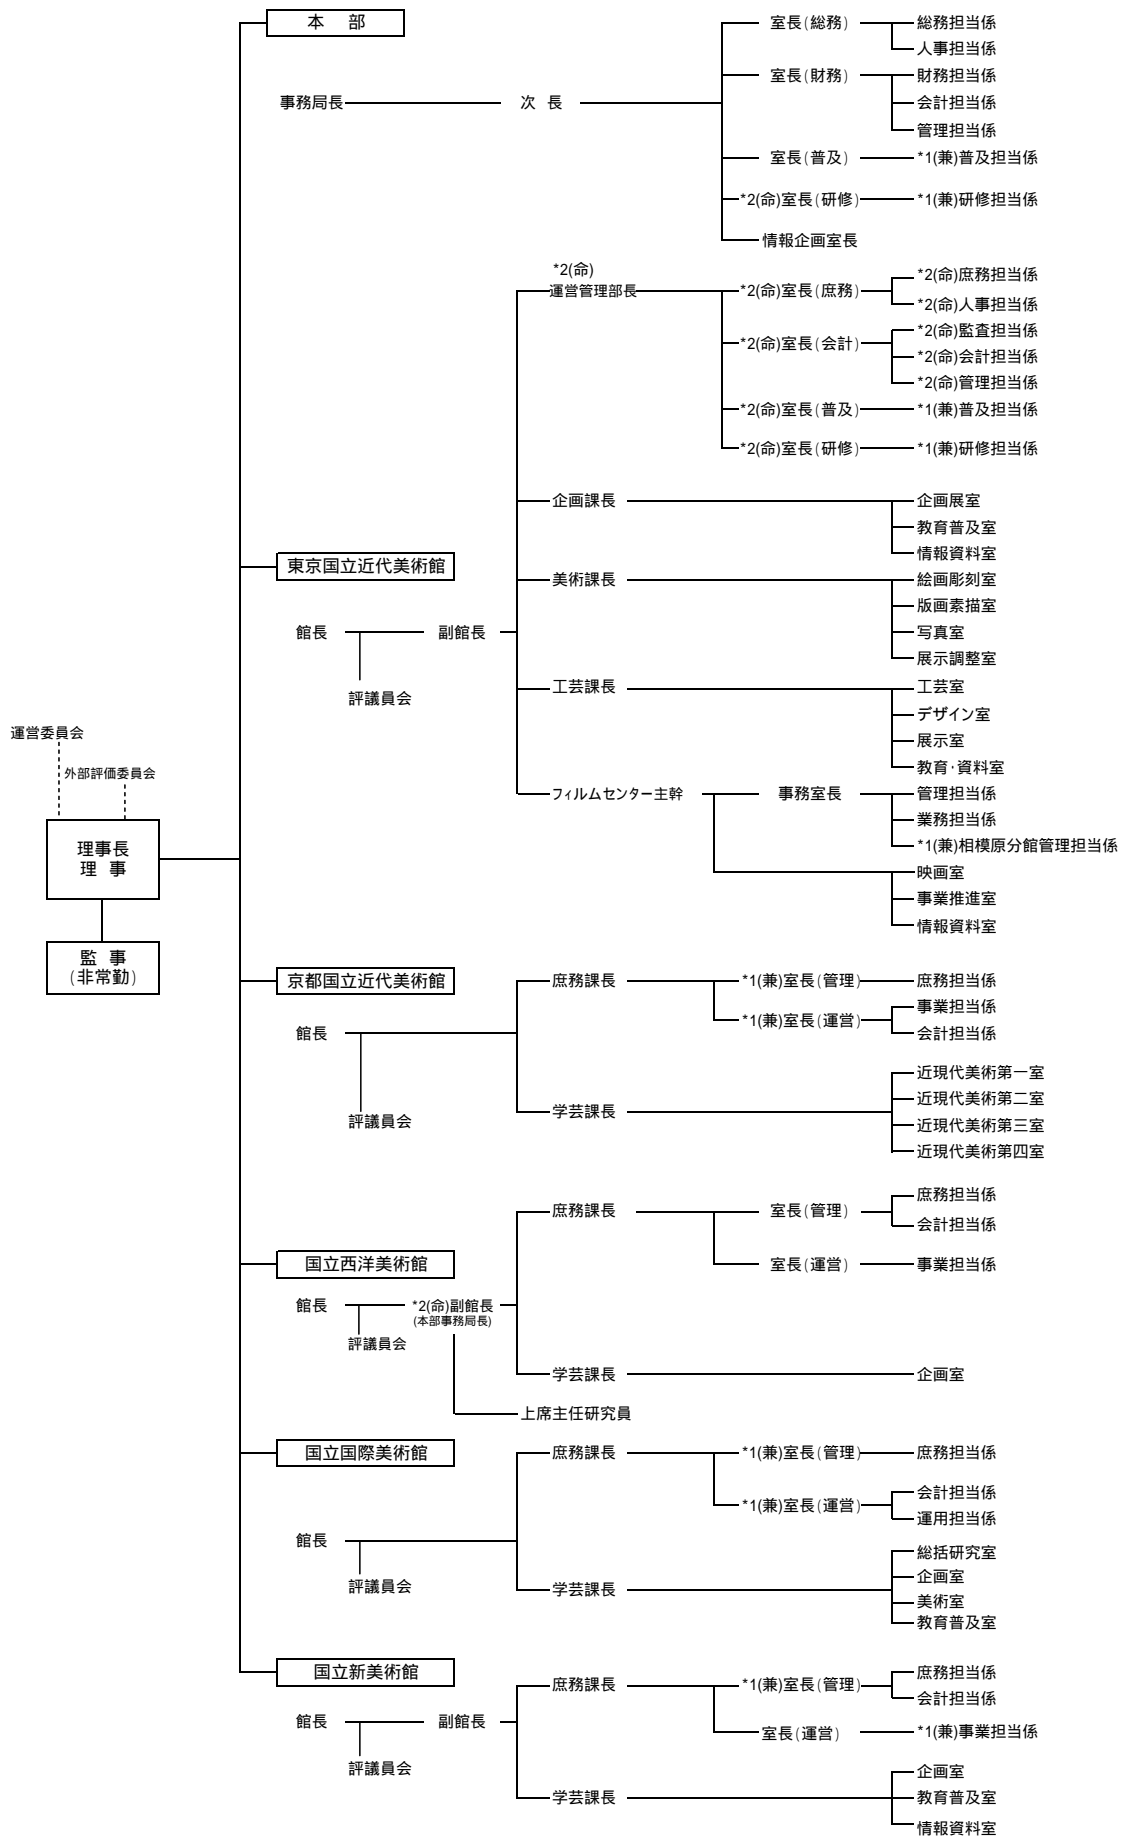 本 部
室長(総務)
総務担当係
人事担当係
室長(財務)
財務担当係
事務局長
次 長
会計担当係
管理担当係
室長(普及)
*1(兼)普及担当係
*2(命)室長(研修)
*1(兼)研修担当係
情報企画室長
*2(命)
運営管理部長
*2(命)室長(庶務)
*2(命)庶務担当係
*2(命)人事担当係
*2(命)室長(会計)
*2(命)監査担当係
*2(命)会計担当係
*2(命)管理担当係
*2(命)室長(普及)
*1(兼)普及担当係
*2(命)室長(研修)
*1(兼)研修担当係
企画課長
企画展室
教育普及室
情報資料室
東京国立近代美術館
美術課長
絵画彫刻室
版画素描室
写真室
展示調整室
館長
副館長
評議員会
工芸課長
工芸室
デザイン室
展示室
教育・資料室
運営委員会
外部評価委員会
フィルムセンター主幹
事務室長
管理担当係
業務担当係
*1(兼)相模原分館管理担当係
映画室
事業推進室
情報資料室
理事長
理 事
監 事
(非常勤)
京都国立近代美術館
庶務課長
*1(兼)室長(管理)
庶務担当係
*1(兼)室長(運営)
事業担当係
会計担当係
館長
評議員会
学芸課長
近現代美術第一室
近現代美術第二室
近現代美術第三室
近現代美術第四室
庶務課長
室長(管理)
庶務担当係
会計担当係
国立西洋美術館
室長(運営)
事業担当係
館長
*2(命)副館長
(本部事務局長)
評議員会
学芸課長
企画室
上席主任研究員
国立国際美術館
庶務課長
*1(兼)室長(管理)
庶務担当係
*1(兼)室長(運営)
会計担当係
運用担当係
館長
評議員会
学芸課長
総括研究室
企画室
美術室
教育普及室
国立新美術館
庶務課長
*1(兼)室長(管理)
庶務担当係
会計担当係
館長
副館長
室長(運営)
*1(兼)事業担当係
評議員会
学芸課長
企画室
教育普及室
情報資料室